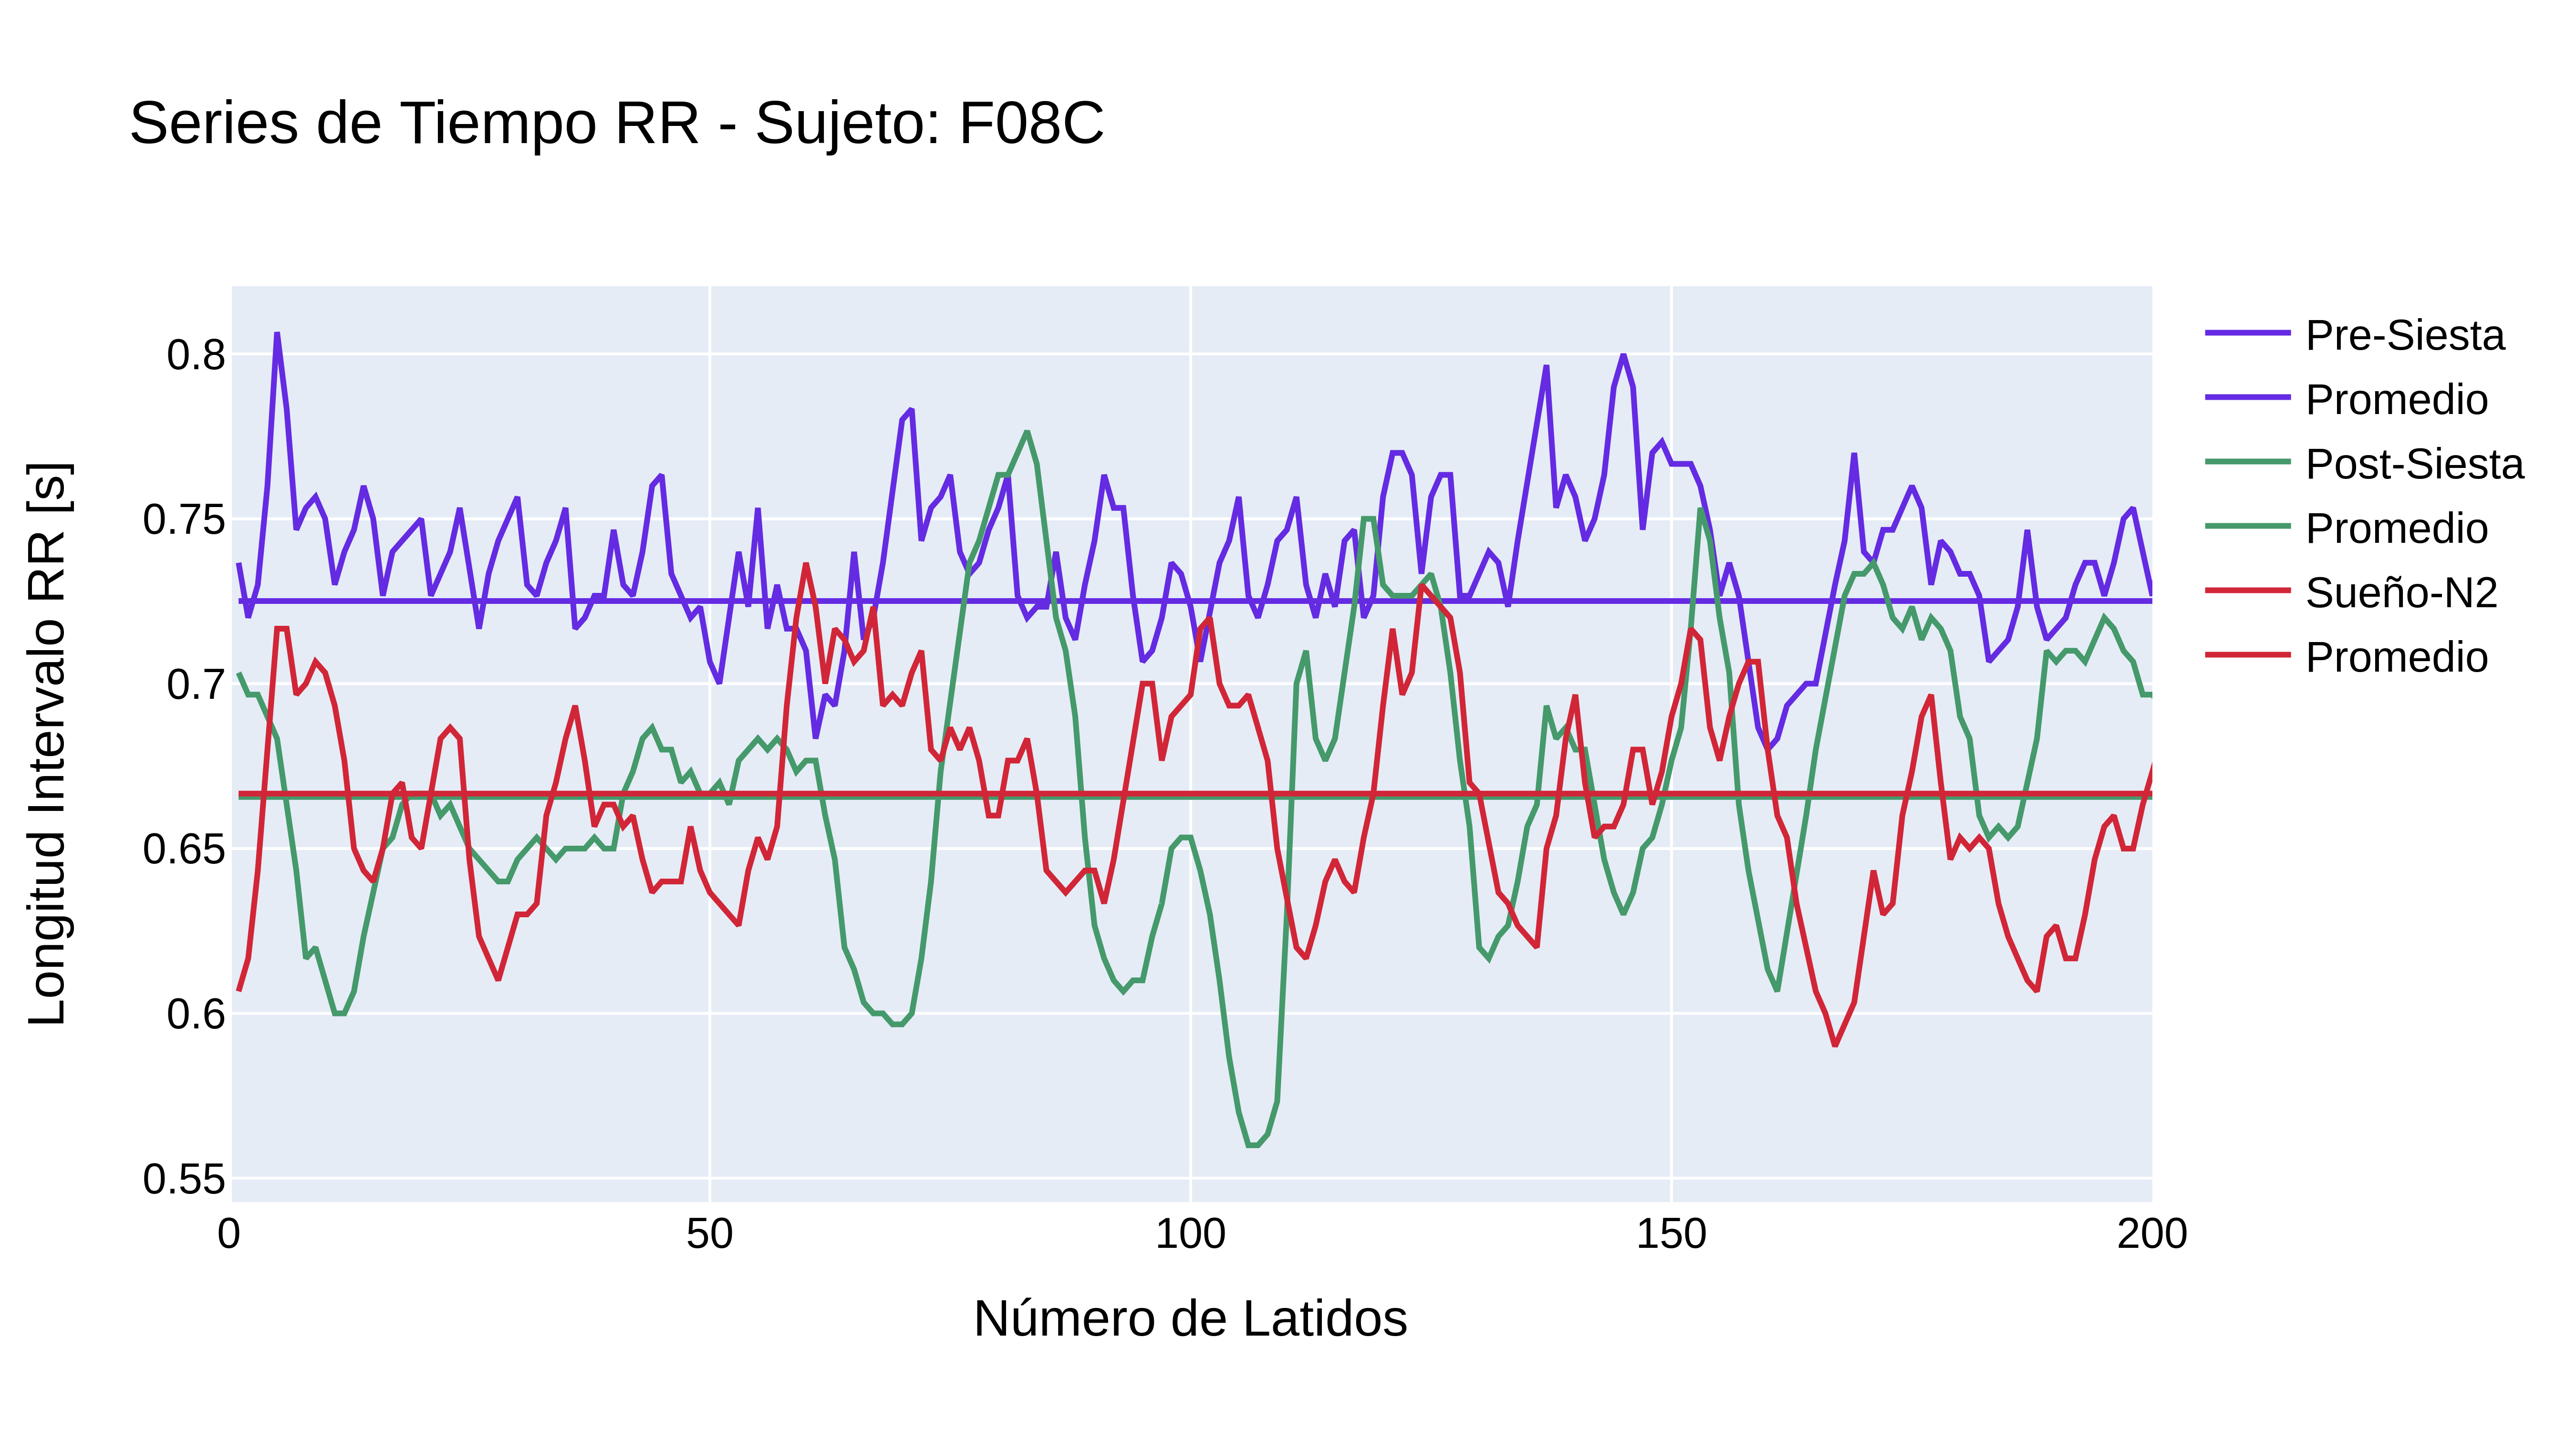 Series de Tiempo RR - Sujeto: F08C
Longitud Intervalo RR [s]
0.8
0.75
0.7
0.65
0.6
0.55
0
50
100
150
200
Número de Latidos
Pre-Siesta
Promedio
Post-Siesta
Promedio
Sueño-N2
Promedio